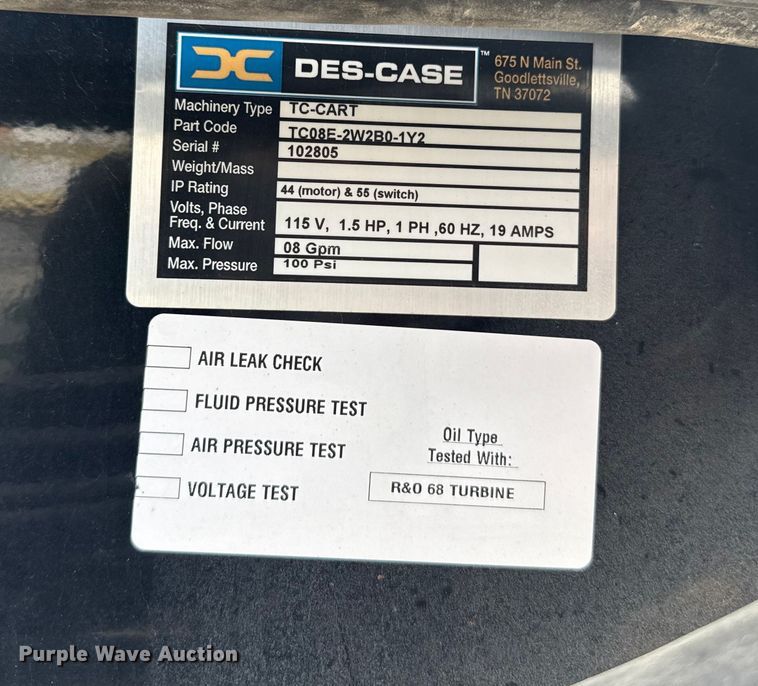 DES-CASE ™
675 N Main St.
Goodlettsville,
TN 37072
Machinery Type TC-CART
Part Code TC08E-2W2B0-1Y2
Serial # 102805
Weight/Mass
IP Rating 44 (motor) & 55 (switch)
Volts, Phase
Freq. & Current 115 V, 1.5 HP, 1 PH ,60 HZ, 19 AMPS
Max. Flow 08 Gpm
Max. Pressure 100 Psi
AIR LEAK CHECK
FLUID PRESSURE TEST
AIR PRESSURE TEST
VOLTAGE TEST
Oil Type
Tested With:
R&O 68 TURBINE
Purple Wave Auction